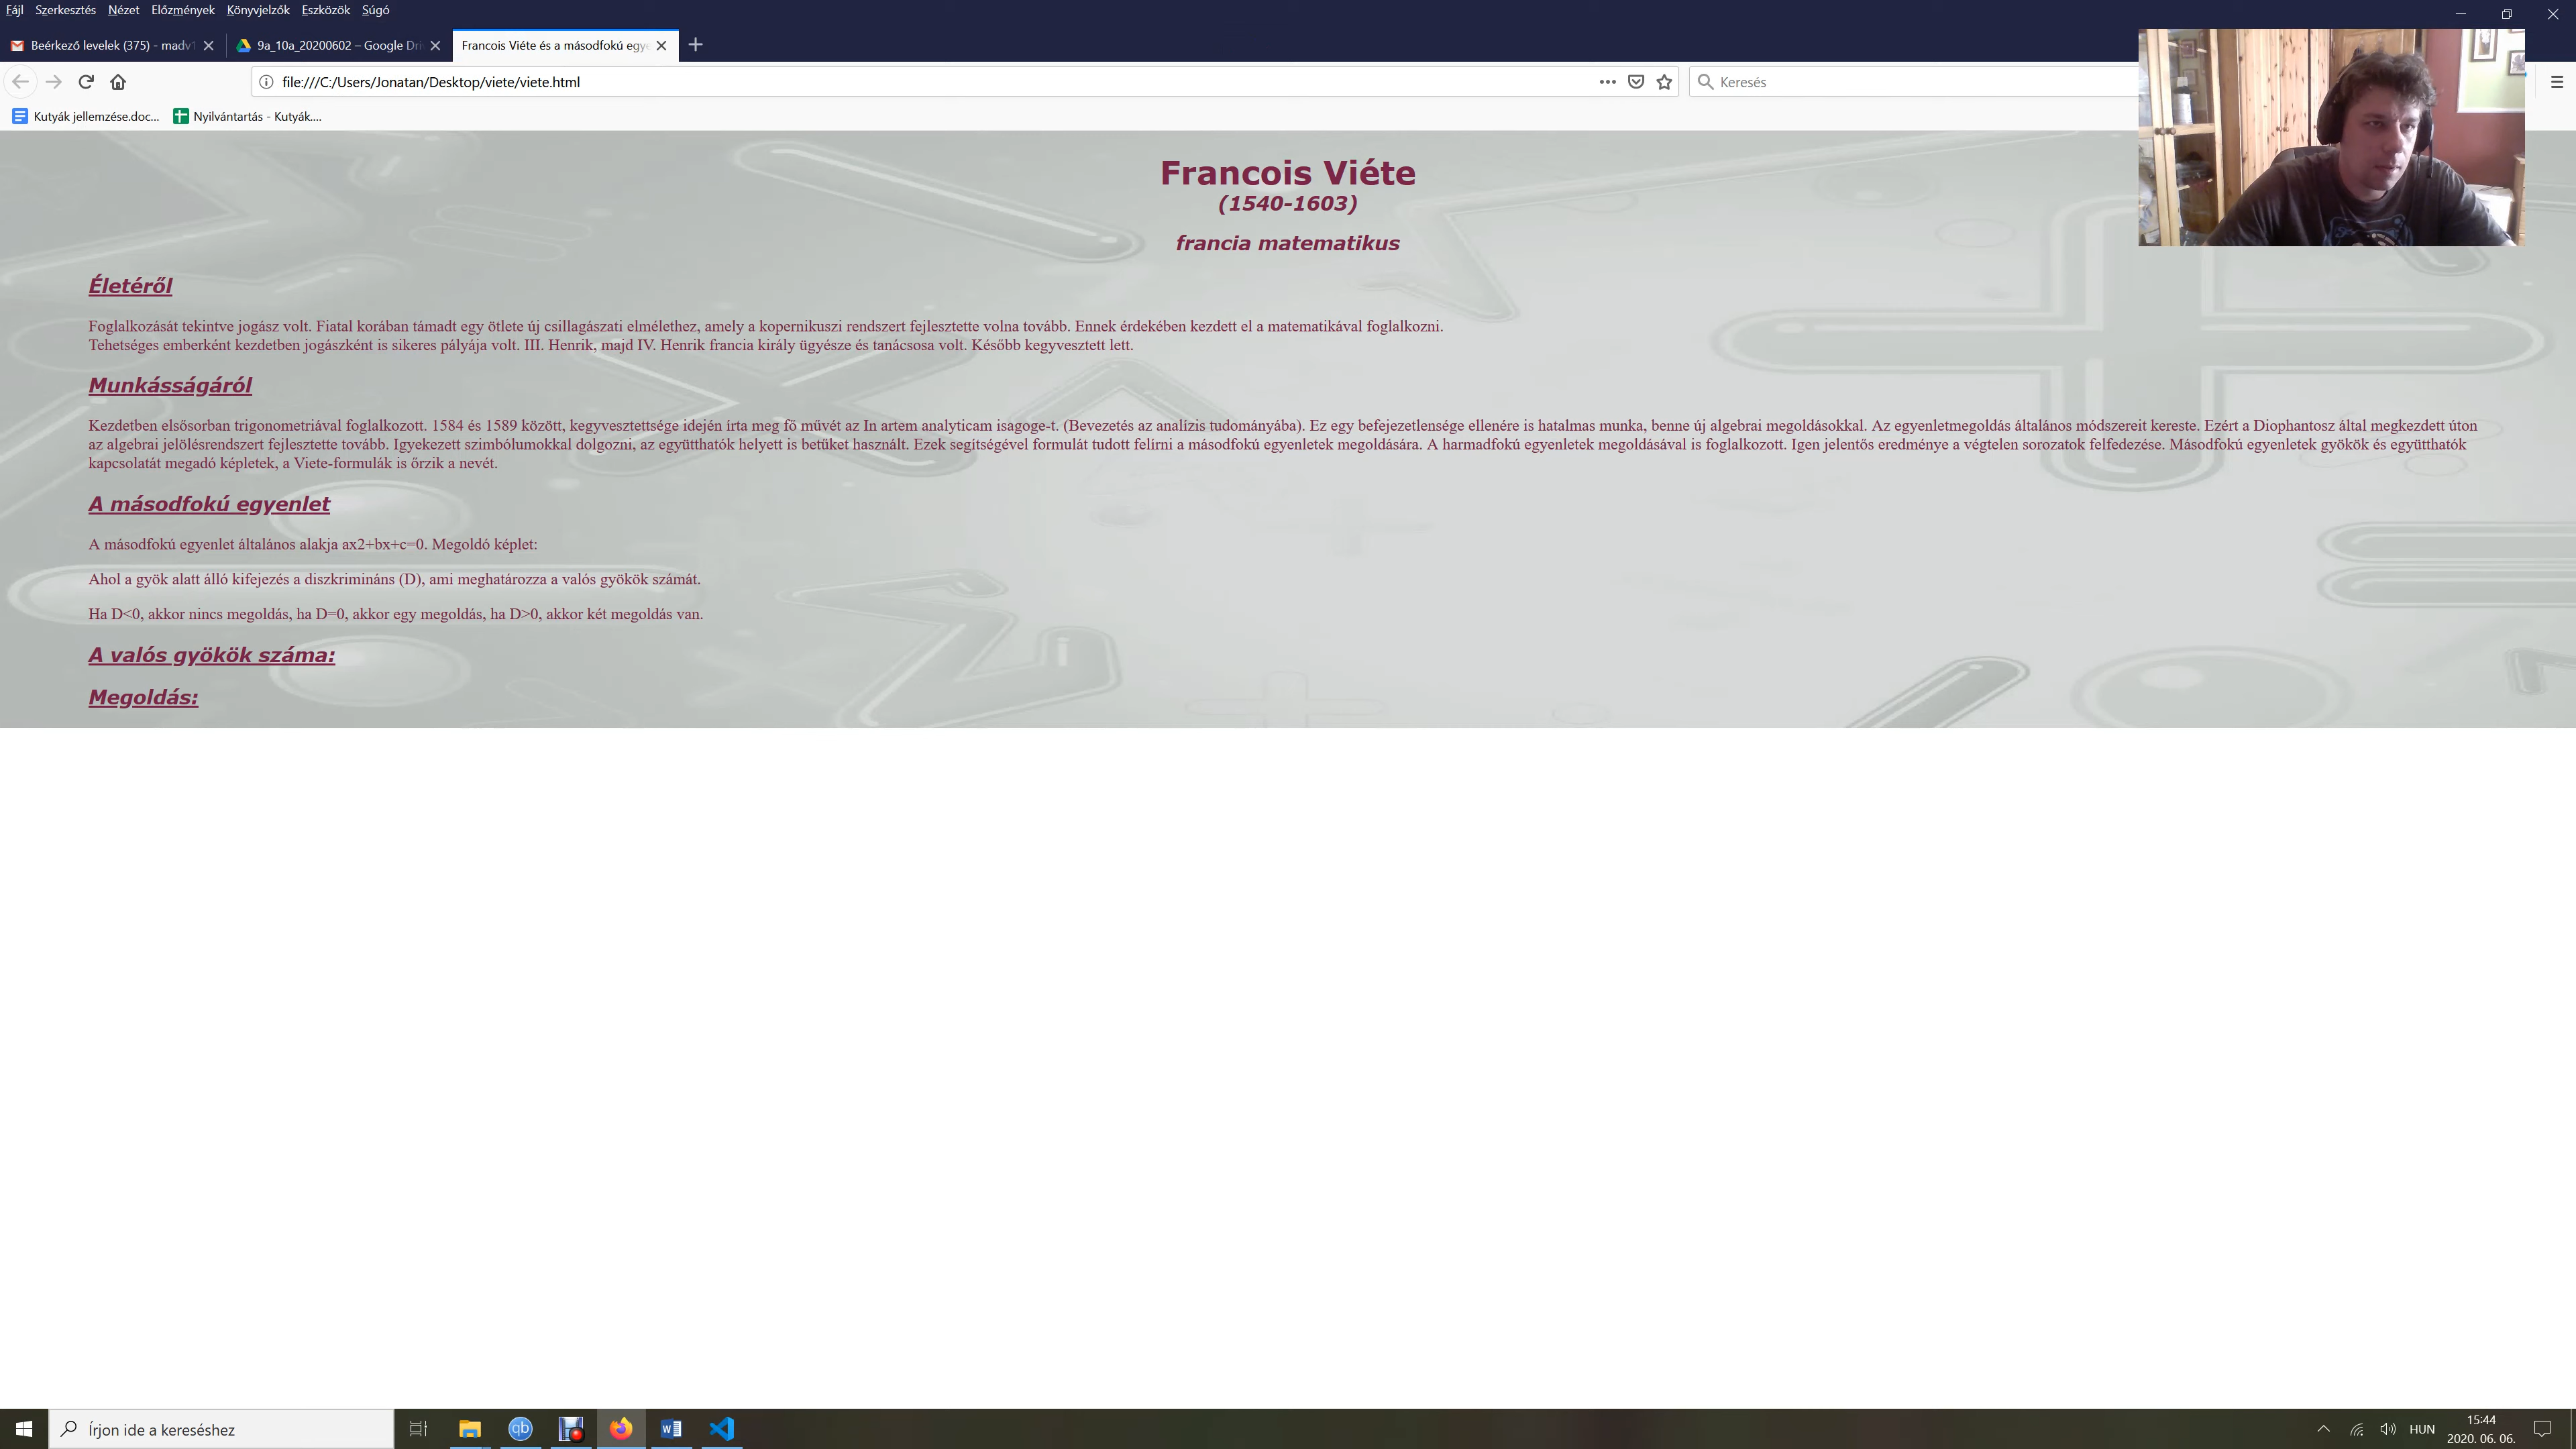 Fájl Szerkesztés Nézet Előzmények Könyvjelzők Eszközök Súgó
Beérkező levelek (375) - madv1
9a_10a_20200602 – Google Dri
Francois Viéte és a másodfokú egye
file:///C:/Users/Jonatan/Desktop/viete/viete.html
Keresés
Kutyák jellemzése.doc...
Nyilvántartás - Kutyák....
Francois Viéte
(1540-1603)
francia matematikus
Életéről
Foglalkozását tekintve jogász volt. Fiatal korában támadt egy ötlete új csillagászati elmélethez, amely a kopernikuszi rendszert fejlesztette volna tovább. Ennek érdekében kezdett el a matematikával foglalkozni.
Tehetséges emberként kezdetben jogászként is sikeres pályája volt. III. Henrik, majd IV. Henrik francia király ügyésze és tanácsosa volt. Később kegyvesztett lett.
Munkásságáról
Kezdetben elsősorban trigonometriával foglalkozott. 1584 és 1589 között, kegyvesztettsége idején írta meg fő művét az In artem analyticam isagoge-t. (Bevezetés az analízis tudományába). Ez egy befejezetlensége ellenére is hatalmas munka, benne új algebrai megoldásokkal. Az egyenletmegoldás általános módszereit kereste. Ezért a Diophantosz által megkezdett úton
az algebrai jelölésrendszert fejlesztette tovább. Igyekezett szimbólumokkal dolgozni, az együtthatók helyett is betűket használt. Ezek segítségével formulát tudott felírni a másodfokú egyenletek megoldására. A harmadfokú egyenletek megoldásával is foglalkozott. Igen jelentős eredménye a végtelen sorozatok felfedezése. Másodfokú egyenletek gyökök és együtthatók
kapcsolatát megadó képletek, a Viete-formulák is őrzik a nevét.
A másodfokú egyenlet
A másodfokú egyenlet általános alakja ax2+bx+c=0. Megoldó képlet:
Ahol a gyök alatt álló kifejezés a diszkrimináns (D), ami meghatározza a valós gyökök számát.
Ha D<0, akkor nincs megoldás, ha D=0, akkor egy megoldás, ha D>0, akkor két megoldás van.
A valós gyökök száma:
Megoldás:
Írjon ide a kereséshez
qb
HUN
15:44
2020. 06. 06.